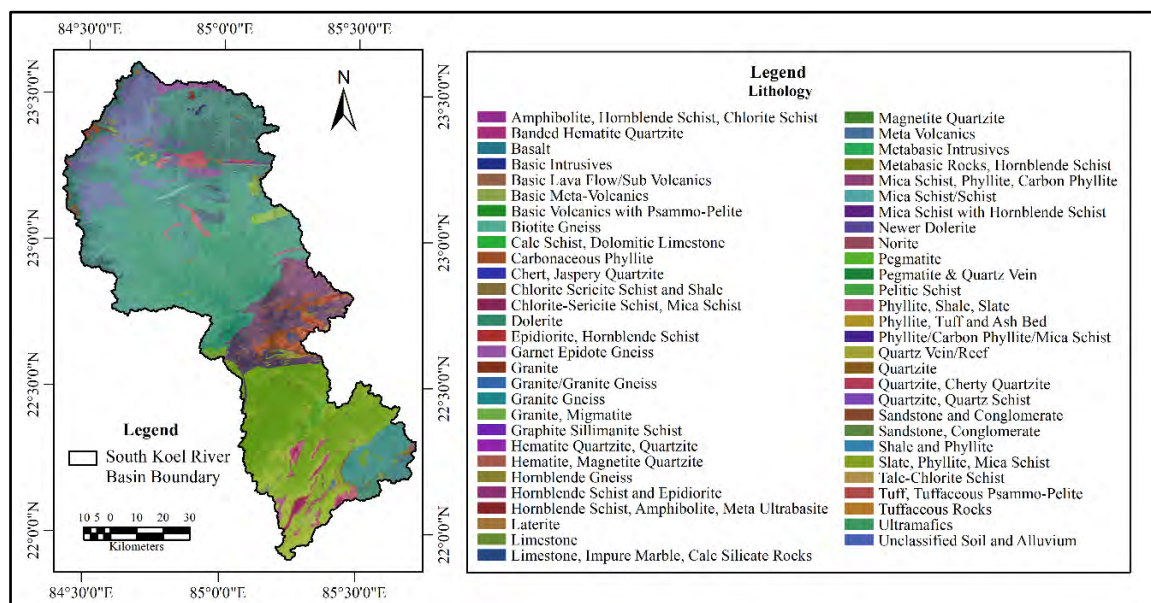 84°30'0"E 85°0'0"E 85°30'0"E
23°30'0"N
23°0'0"N
22°30'0"N
22°0'0"N
N
Legend
South Koel River
Basin Boundary
10 5 0 10 20 30
Kilometers
23°30'0"N
23°0'0"N
22°30'0"N
22°0'0"N
84°30'0"E 85°0'0"E 85°30'0"E
Legend
Lithology
Amphibolite, Hornblende Schist, Chlorite Schist
Banded Hematite Quartzite
Basalt
Basic Intrusives
Basic Lava Flow/Sub Volcanics
Basic Meta-Volcanics
Basic Volcanics with Psammo-Pelite
Biotite Gneiss
Calc Schist, Dolomitic Limestone
Carbonaceous Phyllite
Chert, Jaspery Quartzite
Chlorite Sericite Schist and Shale
Chlorite-Sericite Schist, Mica Schist
Dolerite
Epidiorite, Hornblende Schist
Garnet Epidote Gneiss
Granite
Granite/Granite Gneiss
Granite Gneiss
Granite, Migmatite
Graphite Sillimanite Schist
Hematite Quartzite, Quartzite
Hematite, Magnetite Quartzite
Hornblende Gneiss
Hornblende Schist and Epidiorite
Hornblende Schist, Amphibolite, Meta Ultrabasite
Laterite
Limestone
Limestone, Impure Marble, Calc Silicate Rocks
Magnetite Quartzite
Meta Volcanics
Metabasic Intrusives
Metabasic Rocks, Hornblende Schist
Mica Schist, Phyllite, Carbon Phyllite
Mica Schist/Schist
Mica Schist with Hornblende Schist
Newer Dolerite
Norite
Pegmatite
Pegmatite & Quartz Vein
Pelitic Schist
Phyllite, Shale, Slate
Phyllite, Tuff and Ash Bed
Phyllite/Carbon Phyllite/Mica Schist
Quartz Vein/Reef
Quartzite
Quartzite, Cherty Quartzite
Quartzite, Quartz Schist
Sandstone and Conglomerate
Sandstone, Conglomerate
Shale and Phyllite
Slate, Phyllite, Mica Schist
Talc-Chlorite Schist
Tuff, Tuffaceous Psammo-Pelite
Tuffaceous Rocks
Ultramafics
Unclassified Soil and Alluvium